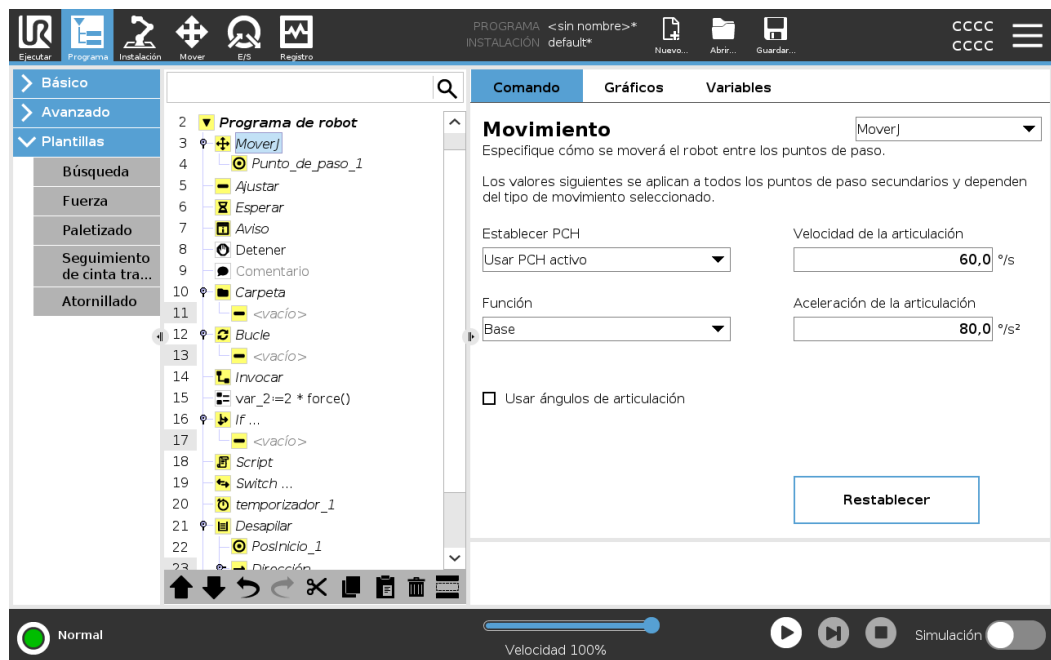 PROGRAMA <sin nombre>*
INSTALACIÓN default*
Ejecutar
Programa
Instalación
Mover
E/S
Registro
Nuevo...
Abrir...
Guardar...
CCCC
CCCC
Básico
Avanzado
Plantillas
Búsqueda
Fuerza
Paletizado
Seguimiento
de cinta tra...
Atornillado
2 Programa de robot
3 MoverJ
4 Punto_de_paso_1
5 Ajustar
6 Esperar
7 Aviso
8 Detener
9 Comentario
10 Carpeta
11 <vacío>
12 Bucle
13 <vacío>
14 Invocar
15 var_2:=2 * force()
16 If ...
17 <vacío>
18 Script
19 Switch ...
20 temporizador_1
21 Desapilar
22 PosInicio_1
23 Dirección
Comando
Gráficos
Variables
Movimiento
MoverJ
Especifique cómo se moverá el robot entre los puntos de paso.
Los valores siguientes se aplican a todos los puntos de paso secundarios y dependen
del tipo de movimiento seleccionado.
Establecer PCH
Velocidad de la articulación
Usar PCH activo
60,0 °/s
Función
Aceleración de la articulación
Base
80,0 °/s²
Usar ángulos de articulación
Restablecer
Normal
Velocidad 100%
Simulación